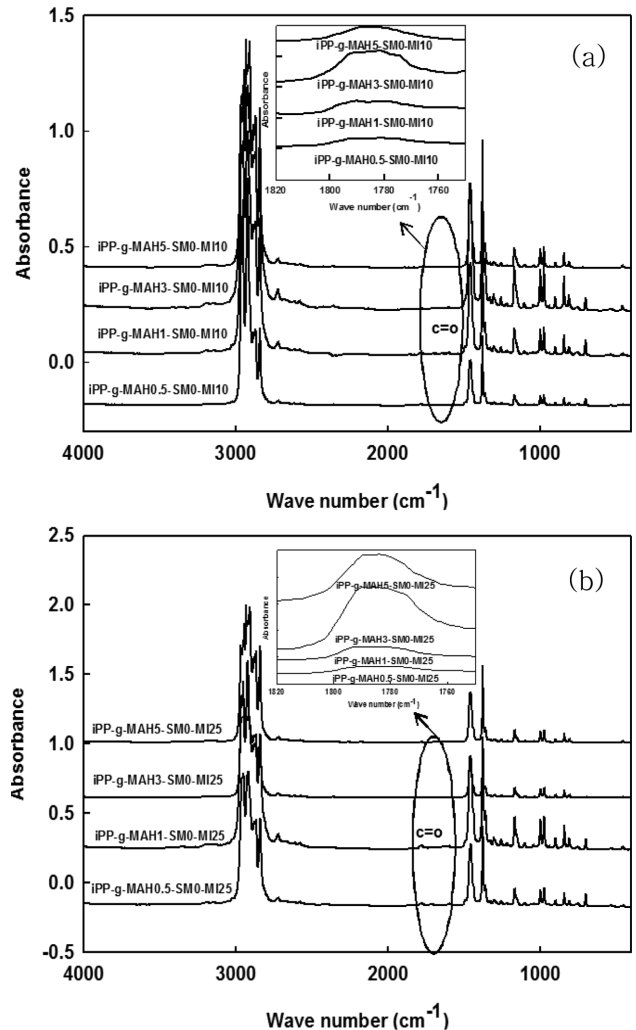 (a)
1.5
1.0
0.5
0.0
Absorbance
iPP-g-MAH5-SM0-MI10
iPP-g-MAH3-SM0-MI10
iPP-g-MAH1-SM0-MI10
iPP-g-MAH0.5-SM0-MI10
Absorbance
iPP-g-MAH5-SM0-MI10
iPP-g-MAH3-SM0-MI10
iPP-g-MAH1-SM0-MI10
iPP-g-MAH0.5-SM0-MI10
1820 1800 1780 1760
Wave number (cm-1)
c=o
4000 3000 2000 1000
Wave number (cm-1)
(b)
2.5
2.0
1.5
1.0
0.5
0.0
-0.5
Absorbance
iPP-g-MAH5-SM0-MI25
iPP-g-MAH3-SM0-MI25
iPP-g-MAH1-SM0-MI25
iPP-g-MAH0.5-SM0-MI25
Absorbance
iPP-g-MAH5-SM0-MI25
iPP-g-MAH3-SM0-MI25
iPP-g-MAH1-SM0-MI25
iPP-g-MAH0.5-SM0-MI25
1820 1800 1780 1760
Wave number (cm-1)
c=o
4000 3000 2000 1000
Wave number (cm-1)